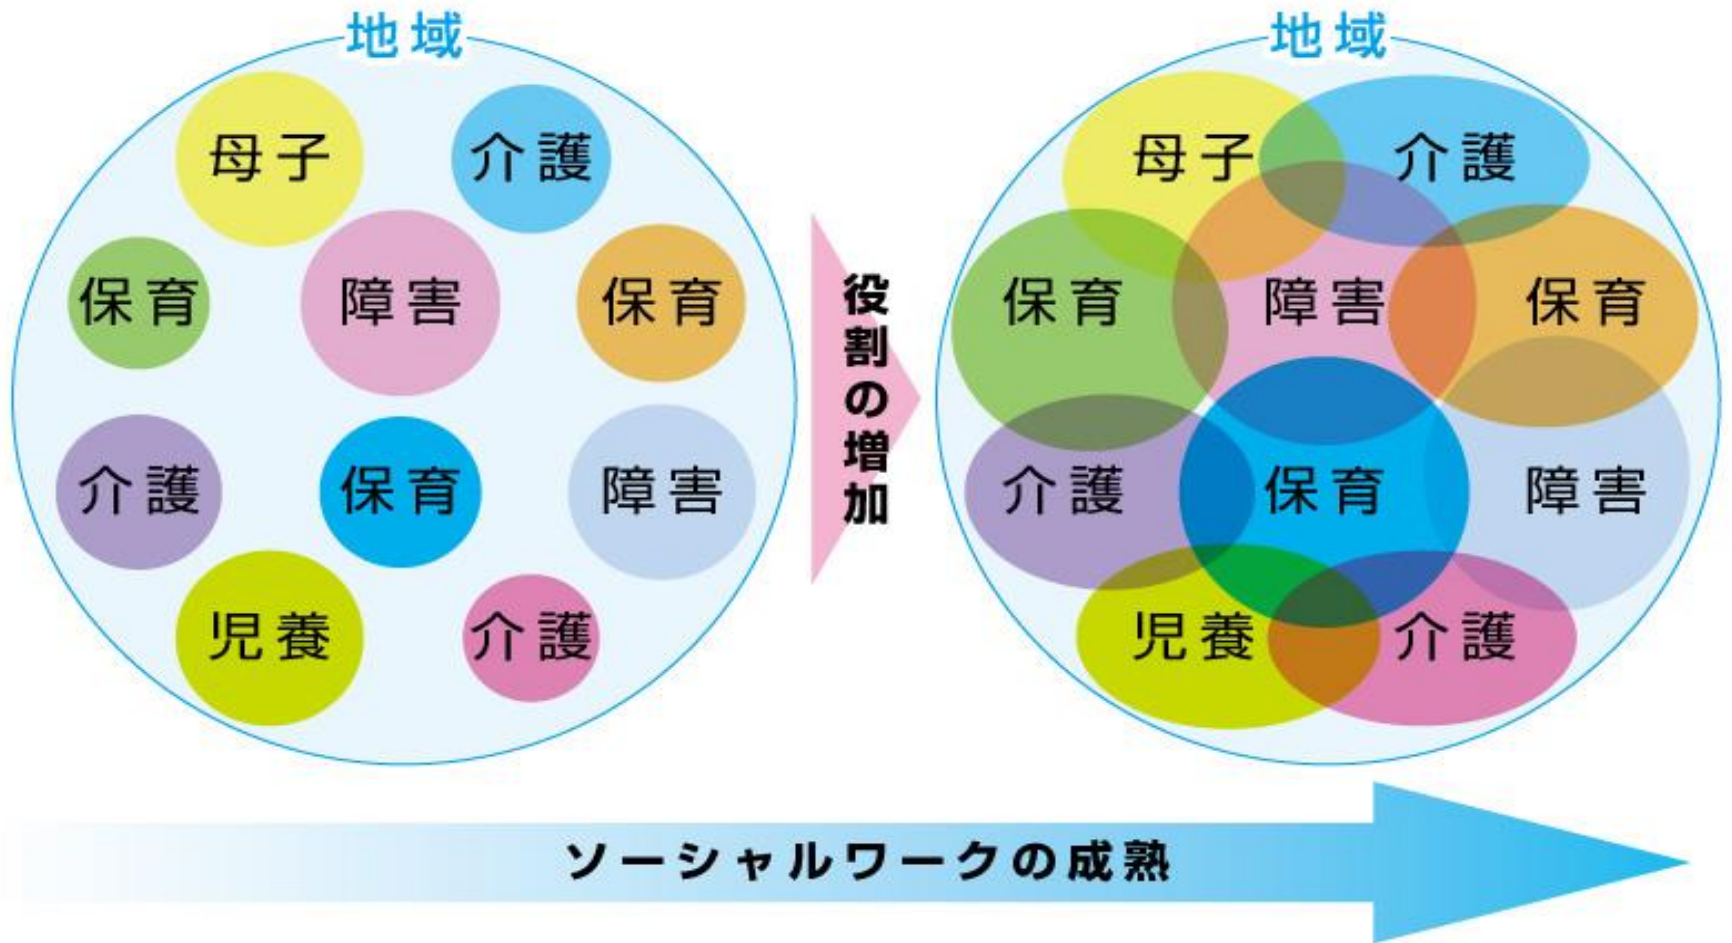 地域
母子
介護
保育
障害
保育
介護
保育
障害
児養
介護
役割の増加
地域
母子
介護
保育
障害
保育
介護
保育
障害
児養
介護
ソーシャルワークの成熟